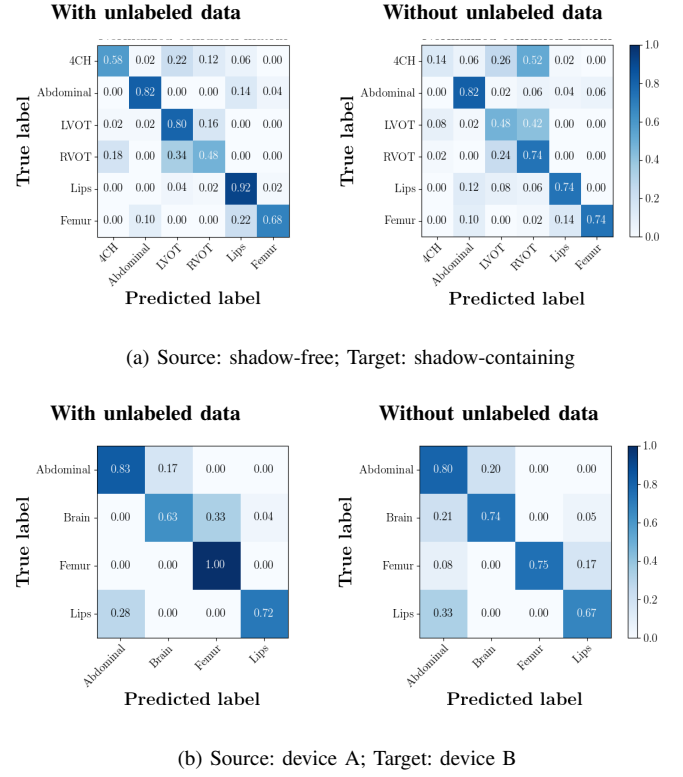 With unlabeled data
Without unlabeled data
4CH 0.58 0.02 0.22 0.12 0.06 0.00
Abdominal 0.00 0.82 0.00 0.00 0.14 0.04
LVOT 0.02 0.02 0.80 0.16 0.00 0.00
RVOT 0.18 0.00 0.34 0.48 0.00 0.00
Lips 0.00 0.00 0.04 0.02 0.92 0.02
Femur 0.00 0.10 0.00 0.00 0.22 0.68
4CH Abdominal LVOT RVOT Lips Femur
True label
Predicted label
4CH 0.14 0.06 0.26 0.52 0.02 0.00
Abdominal 0.00 0.82 0.02 0.06 0.04 0.06
LVOT 0.08 0.02 0.48 0.42 0.00 0.00
RVOT 0.02 0.00 0.24 0.74 0.00 0.00
Lips 0.00 0.12 0.08 0.06 0.74 0.00
Femur 0.00 0.10 0.00 0.02 0.14 0.74
4CH Abdominal LVOT RVOT Lips Femur
True label
Predicted label
1.0
0.8
0.6
0.4
0.2
0.0
(a) Source: shadow-free; Target: shadow-containing
With unlabeled data
Without unlabeled data
Abdominal 0.83 0.17 0.00 0.00
Brain 0.00 0.63 0.33 0.04
Femur 0.00 0.00 1.00 0.00
Lips 0.28 0.00 0.00 0.72
Abdominal Brain Femur Lips
True label
Predicted label
Abdominal 0.80 0.20 0.00 0.00
Brain 0.21 0.74 0.00 0.05
Femur 0.08 0.00 0.75 0.17
Lips 0.33 0.00 0.00 0.67
Abdominal Brain Femur Lips
True label
Predicted label
1.0
0.8
0.6
0.4
0.2
0.0
(b) Source: device A; Target: device B